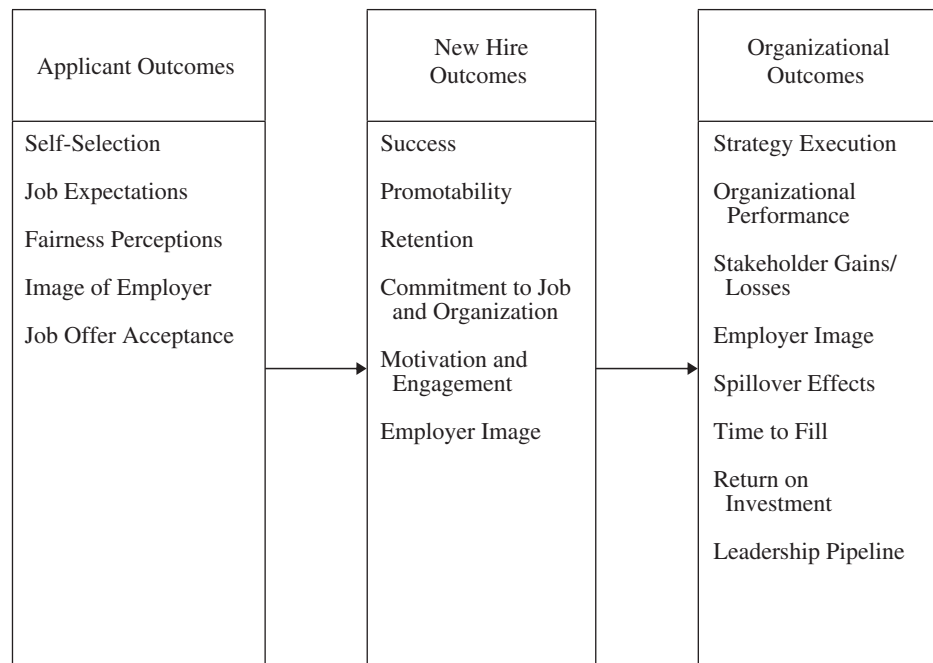 Applicant Outcomes
Self-Selection
Job Expectations
Fairness Perceptions
Image of Employer
Job Offer Acceptance
New Hire
Outcomes
Success
Promotability
Retention
Commitment to Job
and Organization
Motivation and
Engagement
Employer Image
Organizational
Outcomes
Strategy Execution
Organizational
Performance
Stakeholder Gains/
Losses
Employer Image
Spillover Effects
Time to Fill
Return on
Investment
Leadership Pipeline